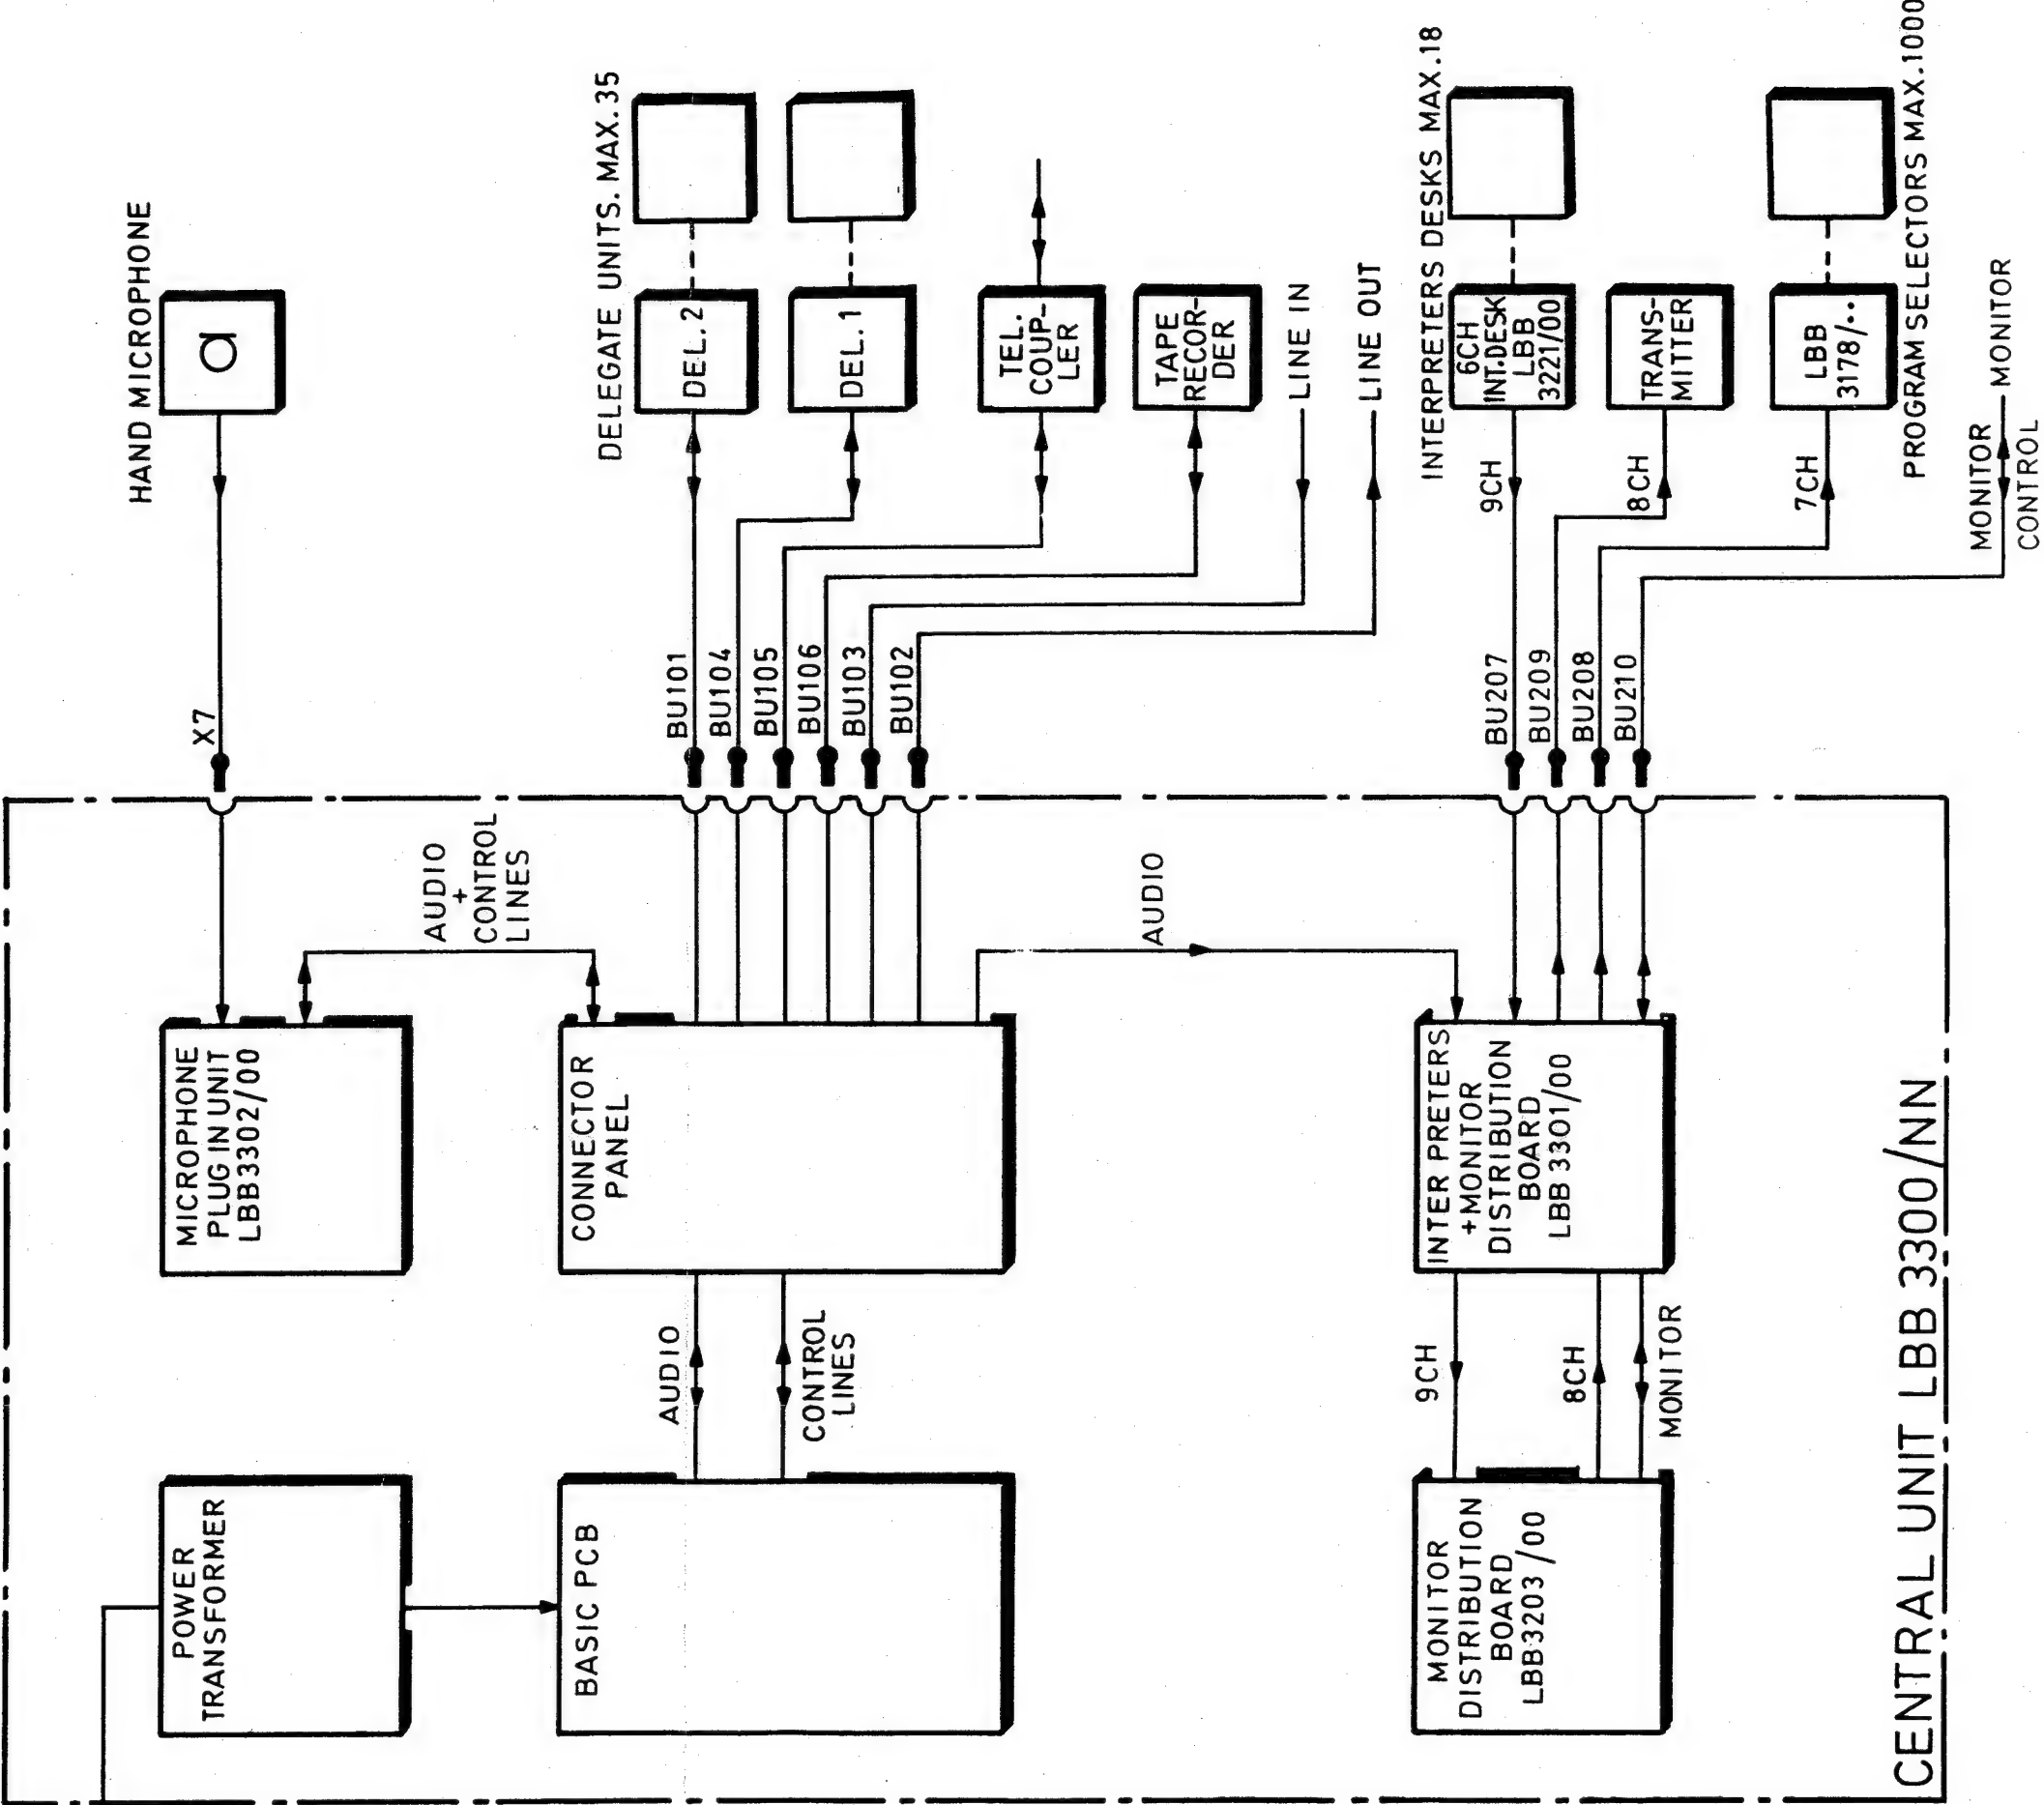 HAND MICROPHONE
X7
DELEGATE UNITS. MAX. 35
DEL. 2
DEL. 1
TEL.
COUP-
LER
TAPE
RECOR-
DER
LINE IN
LINE OUT
BU101
BU104
BU105
BU106
BU103
BU102
INTERPRETERS DESKS MAX.18
6CH
INT.DESK
LBB
3221/00
TRANS-
MITTER
LBB
3178/••
PROGRAM SELECTORS MAX.1000
9CH
8CH
7CH
MONITOR
MONITOR
CONTROL
BU207
BU209
BU208
BU210
MICROPHONE
PLUG IN UNIT
LBB3302/00
AUDIO
+
CONTROL
LINES
CONNECTOR
PANEL
AUDIO
INTER PRETERS
+MONITOR
DISTRIBUTION
BOARD
LBB 3301/00
POWER
TRANSFORMER
BASIC PCB
AUDIO
CONTROL
LINES
9CH
8CH
MONITOR
MONITOR
DISTRIBUTION
BOARD
LBB3203 /00
CENTRAL UNIT LBB 3300/NN